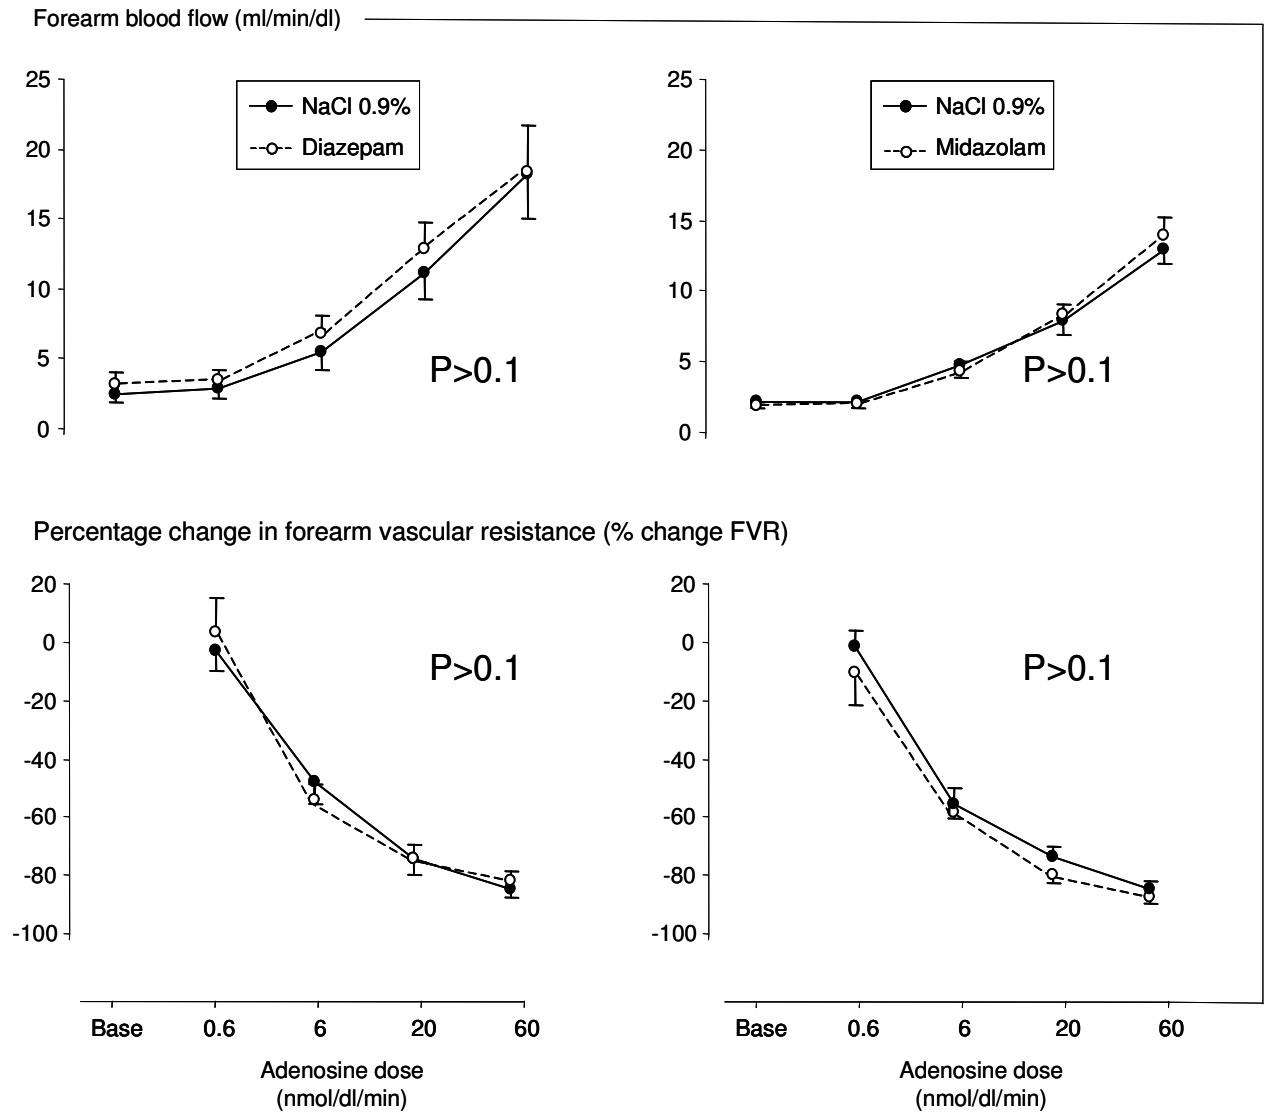 Forearm blood flow (ml/min/dl)
25
20
15
10
5
0
NaCl 0.9%
Diazepam
P>0.1
25
20
15
10
5
0
NaCl 0.9%
Midazolam
P>0.1
Percentage change in forearm vascular resistance (% change FVR)
20
0
-20
-40
-60
-80
-100
P>0.1
20
0
-20
-40
-60
-80
-100
P>0.1
Base 0.6 6 20 60
Adenosine dose
(nmol/dl/min)
Base 0.6 6 20 60
Adenosine dose
(nmol/dl/min)